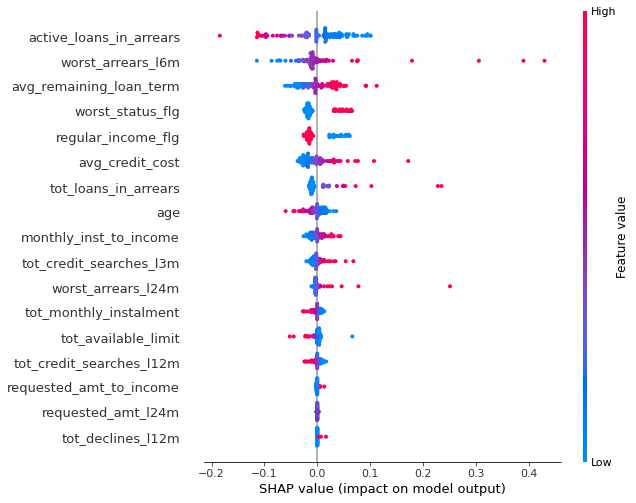 High
active_loans_in_arrears
worst_arrears_l6m
avg_remaining_loan_term
worst_status_flg
regular_income_flg
avg_credit_cost
tot_loans_in_arrears
age
monthly_inst_to_income
tot_credit_searches_l3m
worst_arrears_l24m
tot_monthly_instalment
tot_available_limit
tot_credit_searches_l12m
requested_amt_to_income
requested_amt_l24m
tot_declines_l12m
Feature value
Low
−0.2 −0.1 0.0 0.1 0.2 0.3 0.4
SHAP value (impact on model output)